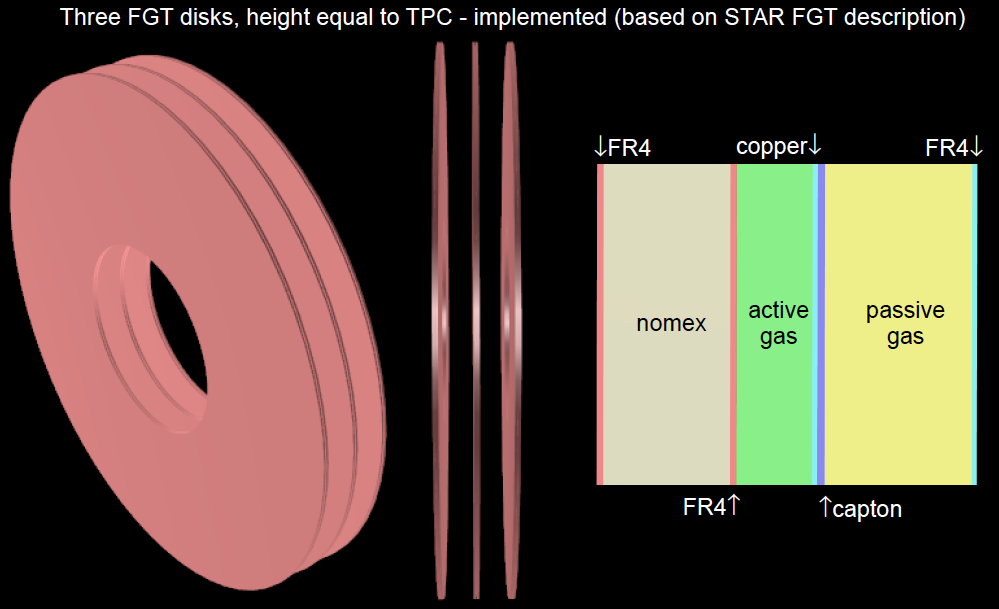 Three FGT disks, height equal to TPC - implemented (based on STAR FGT description)
↓FR4
copper↓
FR4↓
nomex
active
gas
passive
gas
FR4↑
↑capton